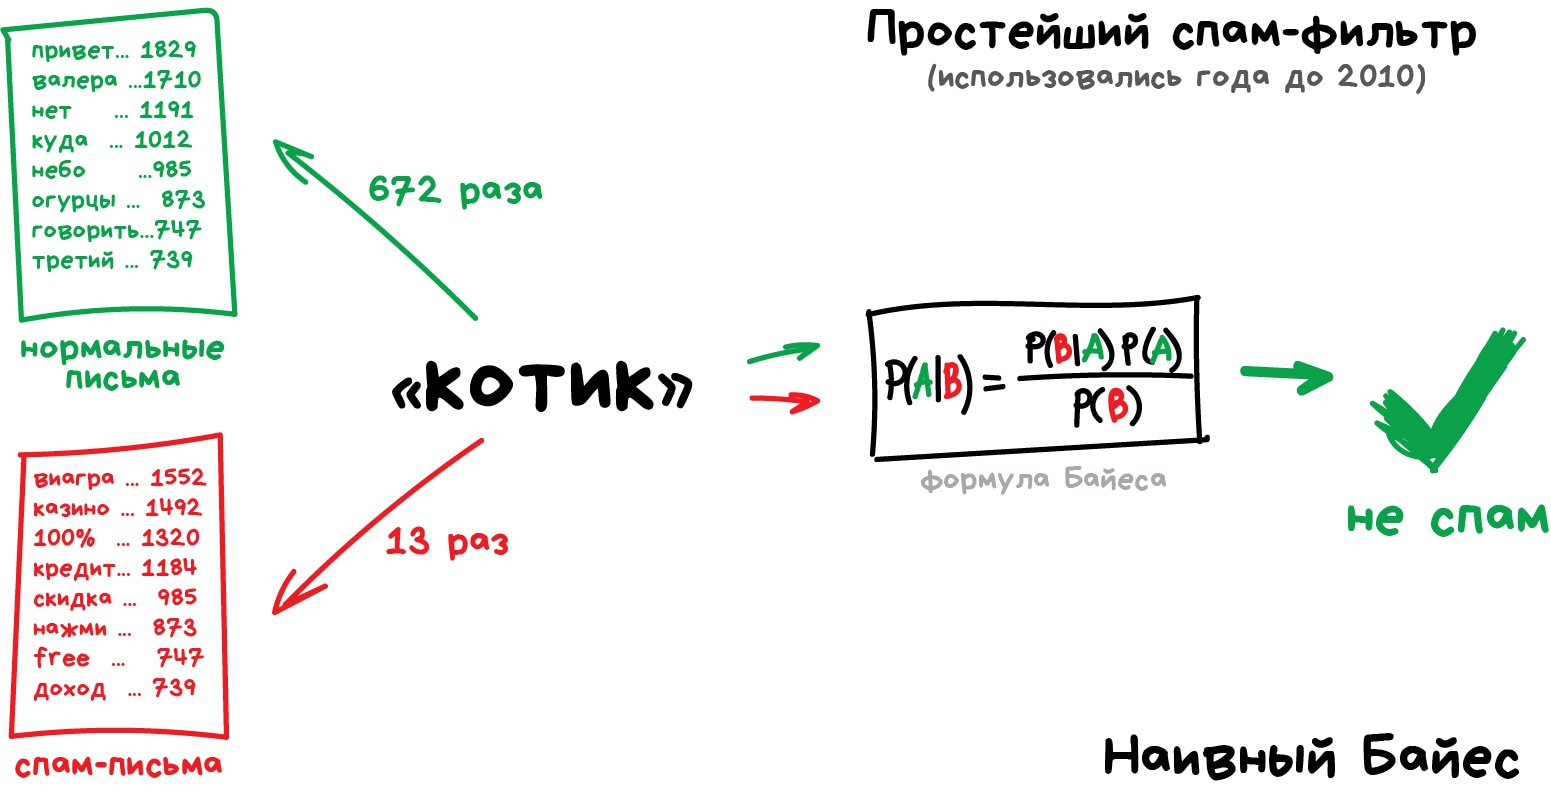 Простейший спам-фильтр
(использовались года до 2010)
привет... 1829
валера ...1710
нет ... 1191
куда ... 1012
небо ...985
огурцы ... 873
говорить...747
третий ... 739
нормальные
письма
672 раза
«КОТИК»
13 раз
виагра ... 1552
казино ... 1492
100% ... 1320
кредит... 1184
скидка ... 985
нажми ... 873
free ... 747
доход ... 739
спам-письма
P(A|B) = P(B|A) P(A)
P(B)
формула Байеса
не спам
Наивный Байес